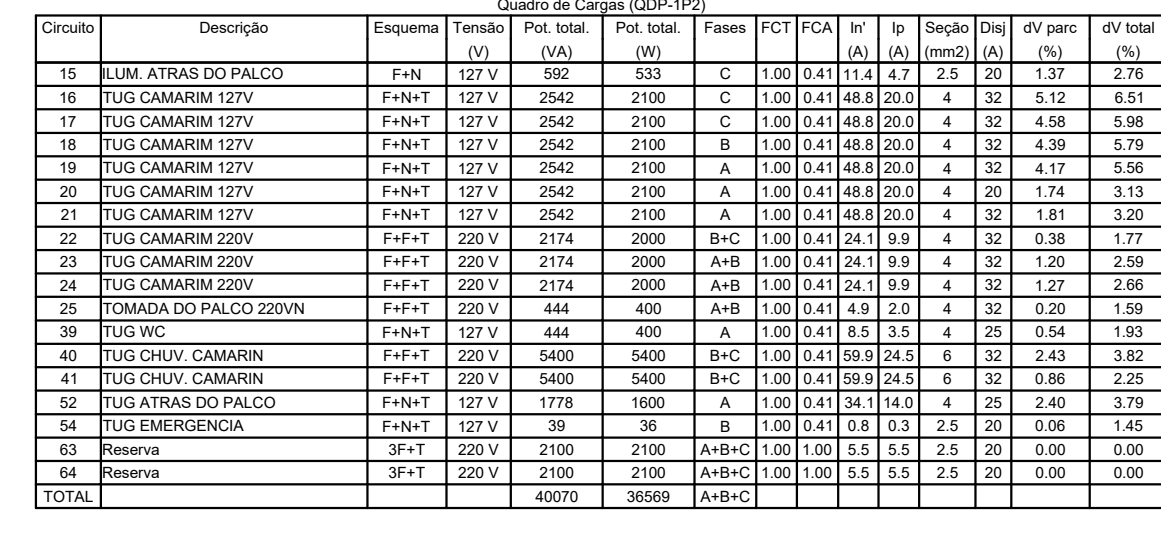 Quadro de Cargas (QDP-1P2)
Circuito Descrição Esquema Tensão Pot. total. Pot. total. Fases FCT FCA In' Ip Seção Disj dV parc dV total
(V) (VA) (W) (A) (A) (mm2) (A) (%) (%)
15 ILUM. ATRAS DO PALCO F+N 127 V 592 533 C 1.00 0.41 11.4 4.7 2.5 20 1.37 2.76
16 TUG CAMARIM 127V F+N+T 127 V 2542 2100 C 1.00 0.41 48.8 20.0 4 32 5.12 6.51
17 TUG CAMARIM 127V F+N+T 127 V 2542 2100 C 1.00 0.41 48.8 20.0 4 32 4.58 5.98
18 TUG CAMARIM 127V F+N+T 127 V 2542 2100 B 1.00 0.41 48.8 20.0 4 32 4.39 5.79
19 TUG CAMARIM 127V F+N+T 127 V 2542 2100 A 1.00 0.41 48.8 20.0 4 32 4.17 5.56
20 TUG CAMARIM 127V F+N+T 127 V 2542 2100 A 1.00 0.41 48.8 20.0 4 20 1.74 3.13
21 TUG CAMARIM 127V F+N+T 127 V 2542 2100 A 1.00 0.41 48.8 20.0 4 32 1.81 3.20
22 TUG CAMARIM 220V F+F+T 220 V 2174 2000 B+C 1.00 0.41 24.1 9.9 4 32 0.38 1.77
23 TUG CAMARIM 220V F+F+T 220 V 2174 2000 A+B 1.00 0.41 24.1 9.9 4 32 1.20 2.59
24 TUG CAMARIM 220V F+F+T 220 V 2174 2000 A+B 1.00 0.41 24.1 9.9 4 32 1.27 2.66
25 TOMADA DO PALCO 220VN F+F+T 220 V 444 400 A+B 1.00 0.41 4.9 2.0 4 32 0.20 1.59
39 TUG WC F+N+T 127 V 444 400 A 1.00 0.41 8.5 3.5 4 25 0.54 1.93
40 TUG CHUV. CAMARIN F+F+T 220 V 5400 5400 B+C 1.00 0.41 59.9 24.5 6 32 2.43 3.82
41 TUG CHUV. CAMARIN F+F+T 220 V 5400 5400 B+C 1.00 0.41 59.9 24.5 6 32 0.86 2.25
52 TUG ATRAS DO PALCO F+N+T 127 V 1778 1600 A 1.00 0.41 34.1 14.0 4 25 2.40 3.79
54 TUG EMERGENCIA F+N+T 127 V 39 36 B 1.00 0.41 0.8 0.3 2.5 20 0.06 1.45
63 Reserva 3F+T 220 V 2100 2100 A+B+C 1.00 1.00 5.5 5.5 2.5 20 0.00 0.00
64 Reserva 3F+T 220 V 2100 2100 A+B+C 1.00 1.00 5.5 5.5 2.5 20 0.00 0.00
TOTAL 40070 36569 A+B+C